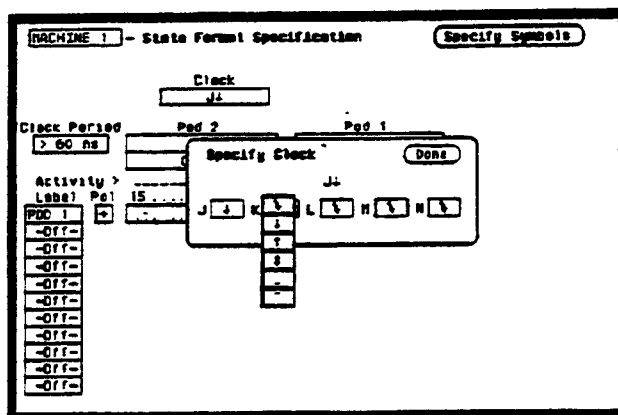 MACHINE 1 - State Format Specification Specify Symbols
Clock
J↓
Clock Period Pod 2 Pod 1
> 60 ns
Specify Clock Done
Activity > J↓
Label Pol 15 ....
POD 1 + J ↓ K L M N
-Off- ↓
-Off- ↑
-Off- ↕
-Off-
-Off-
-Off-
-Off-
-Off-
-Off-
-Off-